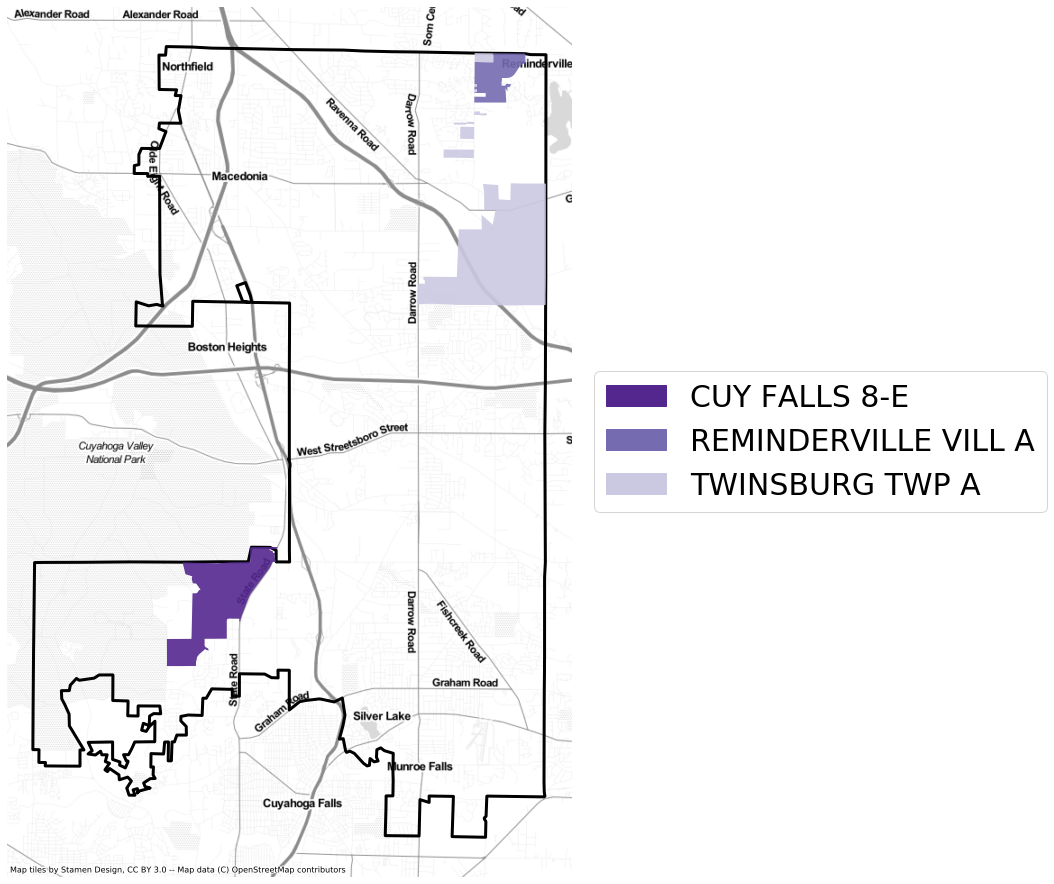 Alexander Road
Alexander Road
Northfield
Reminderville
Ravenna Road
Darrow Road
Olde Eight Road
Macedonia
G
Darrow Road
Boston Heights
CUY FALLS 8-E
REMINDERVILLE VILL A
TWINSBURG TWP A
West Streetsboro Street
S
Cuyahoga Valley
National Park
State Road
Darrow Road
Fishcreek Road
State Road
Graham Road
Graham Road
Silver Lake
Munroe Falls
Cuyahoga Falls
Map tiles by Stamen Design, CC BY 3.0 -- Map data (C) OpenStreetMap contributors